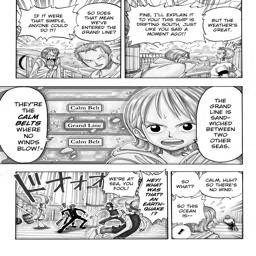 SO DOES
THAT MEAN
WE'VE
ENTERED THE
GRAND LINE?
IF IT
WERE THAT
SIMPLE,
ANYONE
COULD DO
IT!
BUT THE
WEATHER'S
GREAT.
FINE, I'LL EXPLAIN
IT TO YOU! THIS SHIP IS
DRIFTING SOUTH, JUST
LIKE YOU SAID A
MOMENT AGO!!
THE
GRAND
LINE IS
SAND-
WICHED
BETWEEN
TWO
OTHER
SEAS.
Calm Belt
Grand Line
Calm Belt
THEY'RE
THE
CALM
BELTS
WHERE
NO
WINDS
BLOW!
CALM, HUH?
SO THERE'S
NO WIND.
SO
WHAT?
SO THIS
OCEAN
IS--
HEY!
WHAT
WAS
THAT?
AN
EARTH-
QUAKE
WE'RE
AT SEA,
YOU
FOOL!